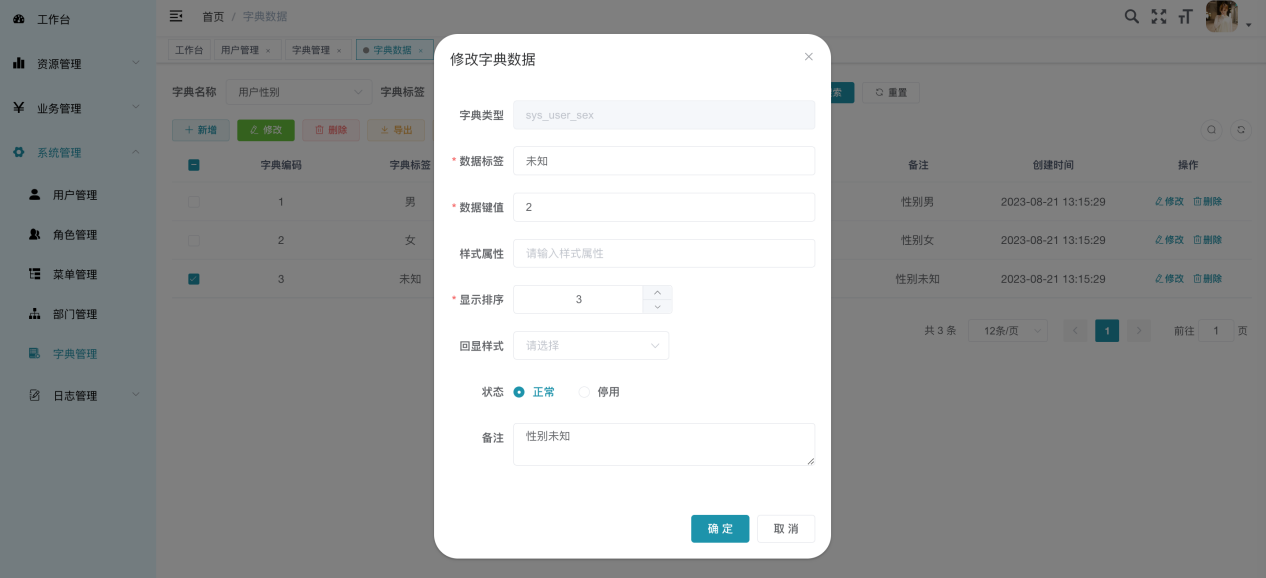 工作台
资源管理
业务管理
系统管理
用户管理
角色管理
菜单管理
部门管理
字典管理
日志管理
首页 / 字典数据
工作台 用户管理 × 字典管理 × 字典数据 ×
字典名称 用户性别 字典标签 索 重置
+ 新增 修改 删除 导出
字典编码 字典标签 备注 创建时间 操作
1 男 性别男 2023-08-21 13:15:29 修改 删除
2 女 性别女 2023-08-21 13:15:29 修改 删除
3 未知 性别未知 2023-08-21 13:15:29 修改 删除
共 3 条 12条/页 1 前往 1 页
修改字典数据
字典类型 sys_user_sex
* 数据标签 未知
* 数据键值 2
样式属性 请输入样式属性
* 显示排序 3
回显样式 请选择
状态 正常 停用
备注 性别未知
确 定 取 消